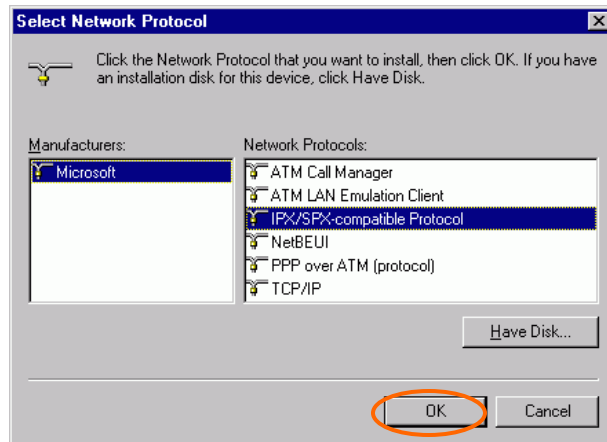 Select Network Protocol
Click the Network Protocol that you want to install, then click OK. If you have
an installation disk for this device, click Have Disk.
Manufacturers:
Microsoft
Network Protocols:
ATM Call Manager
ATM LAN Emulation Client
IPX/SPX-compatible Protocol
NetBEUI
PPP over ATM (protocol)
TCP/IP
Have Disk...
OK
Cancel